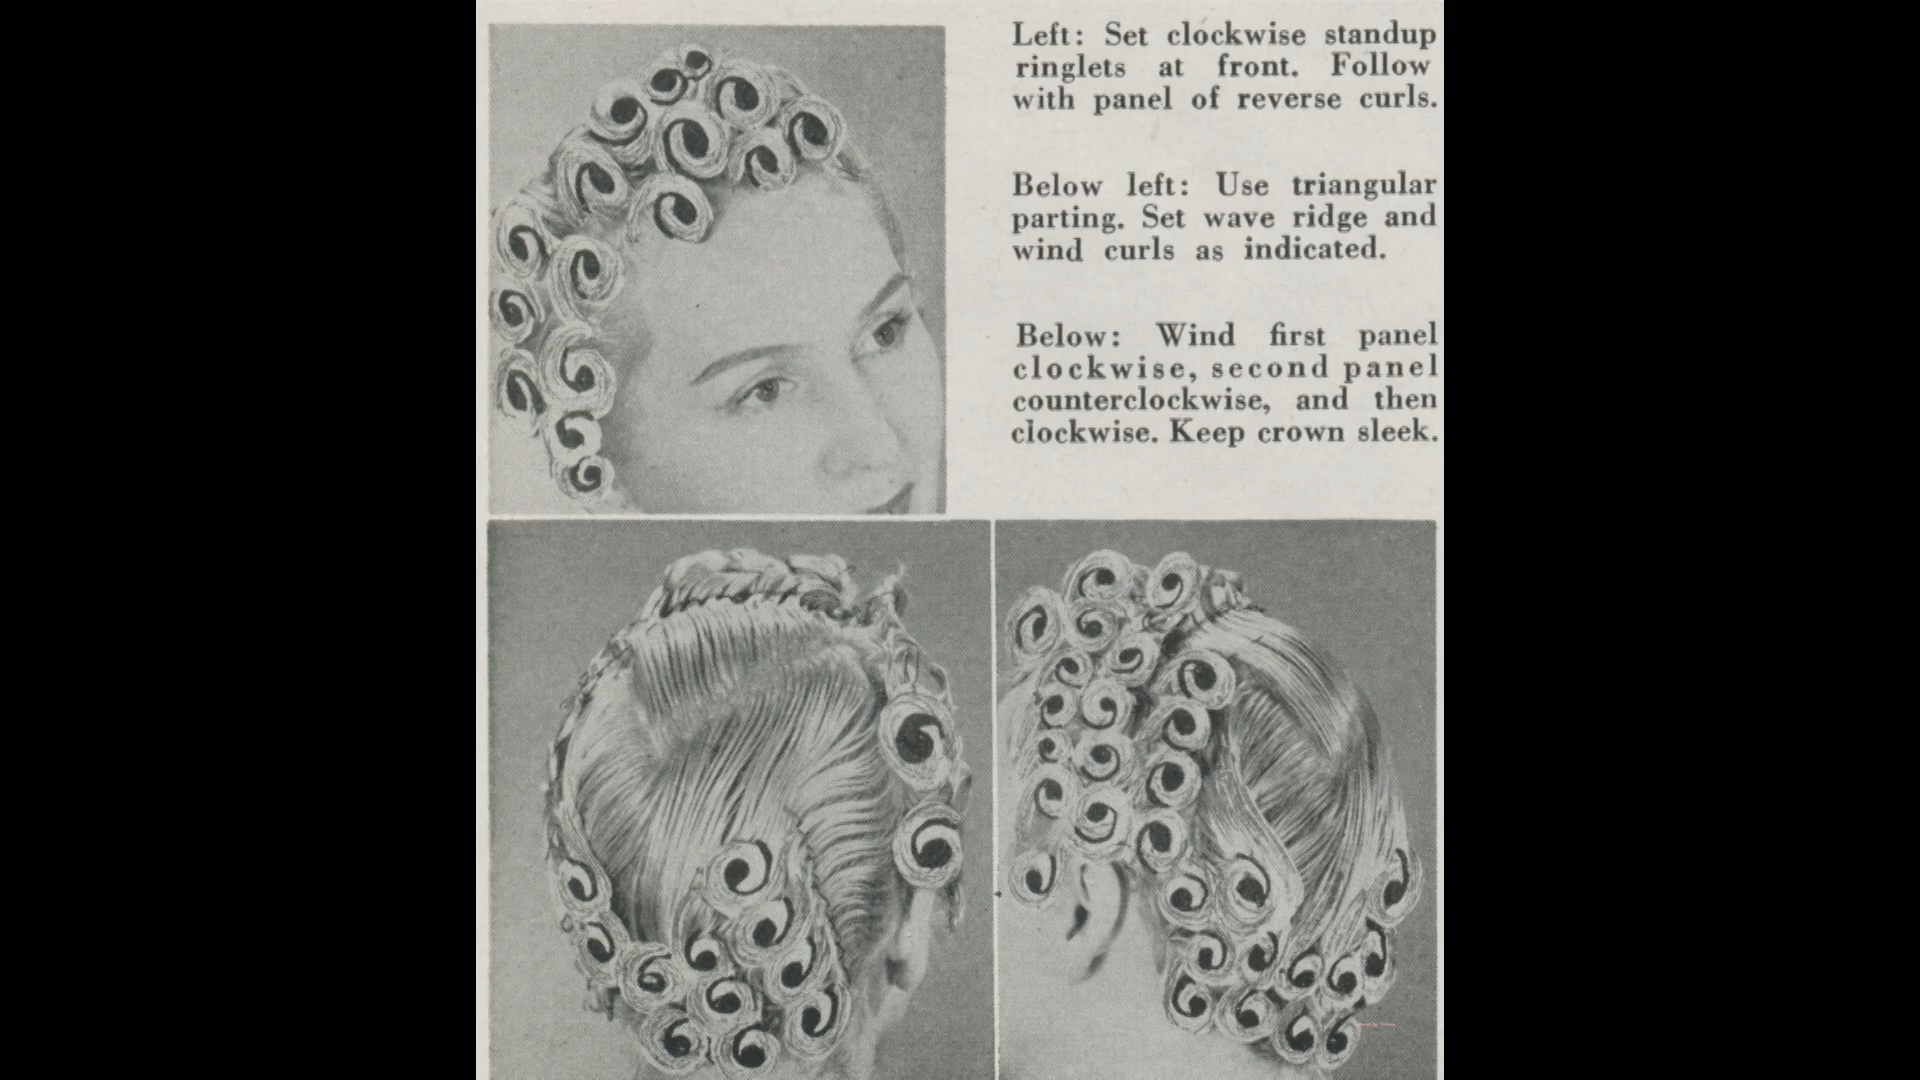 Left: Set clockwise standup
ringlets at front. Follow
with panel of reverse curls.
Below left: Use triangular
parting. Set wave ridge and
wind curls as indicated.
Below: Wind first panel
clockwise, second panel
counterclockwise, and then
clockwise. Keep crown sleek.